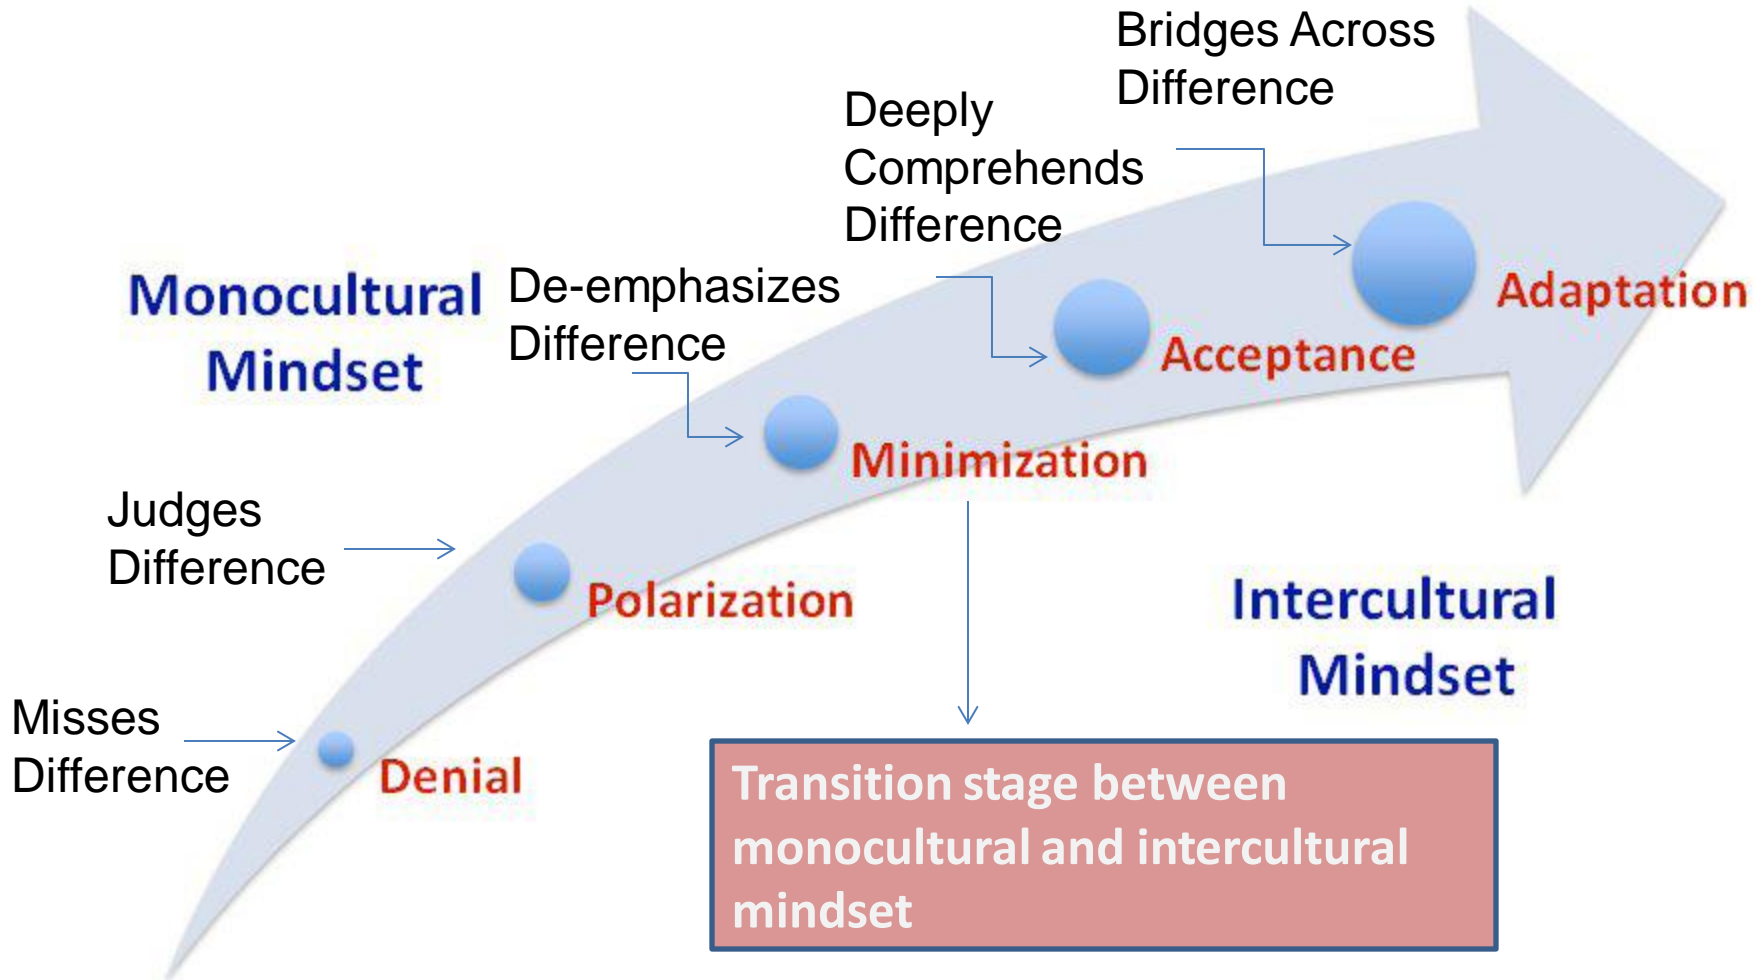 Bridges Across
Difference
Deeply
Comprehends
Difference
Adaptation
Monocultural
Mindset
De-emphasizes
Difference
Acceptance
Minimization
Judges
Difference
Polarization
Intercultural
Mindset
Misses
Difference
Denial
Transition stage between
monocultural and intercultural
mindset